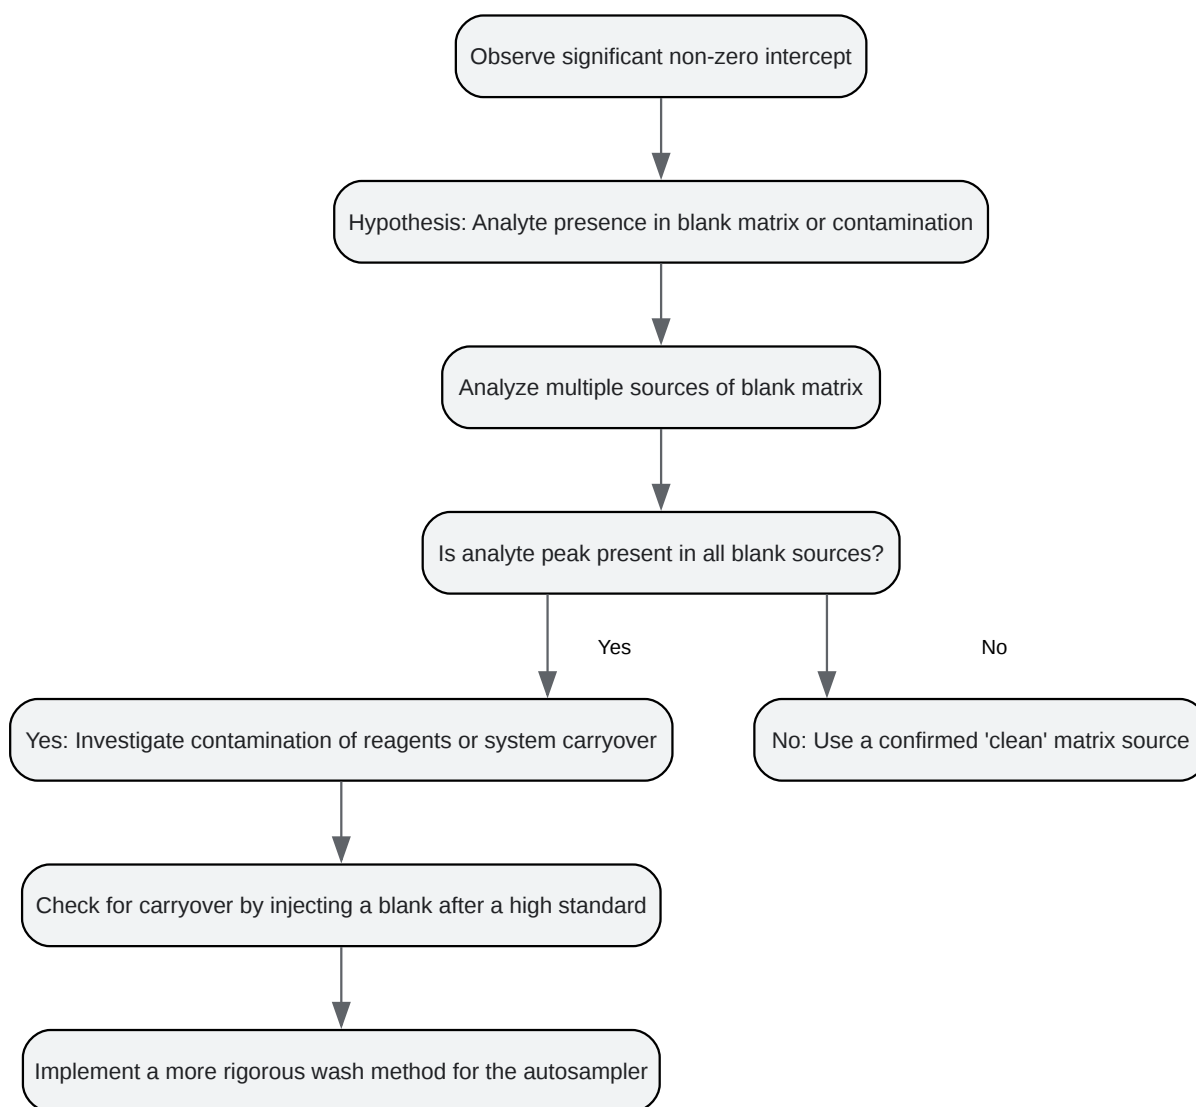 Observe significant non-zero intercept
Hypothesis: Analyte presence in blank matrix or contamination
Analyze multiple sources of blank matrix
Is analyte peak present in all blank sources?
Yes
No
Yes: Investigate contamination of reagents or system carryover
No: Use a confirmed 'clean' matrix source
Check for carryover by injecting a blank after a high standard
Implement a more rigorous wash method for the autosampler